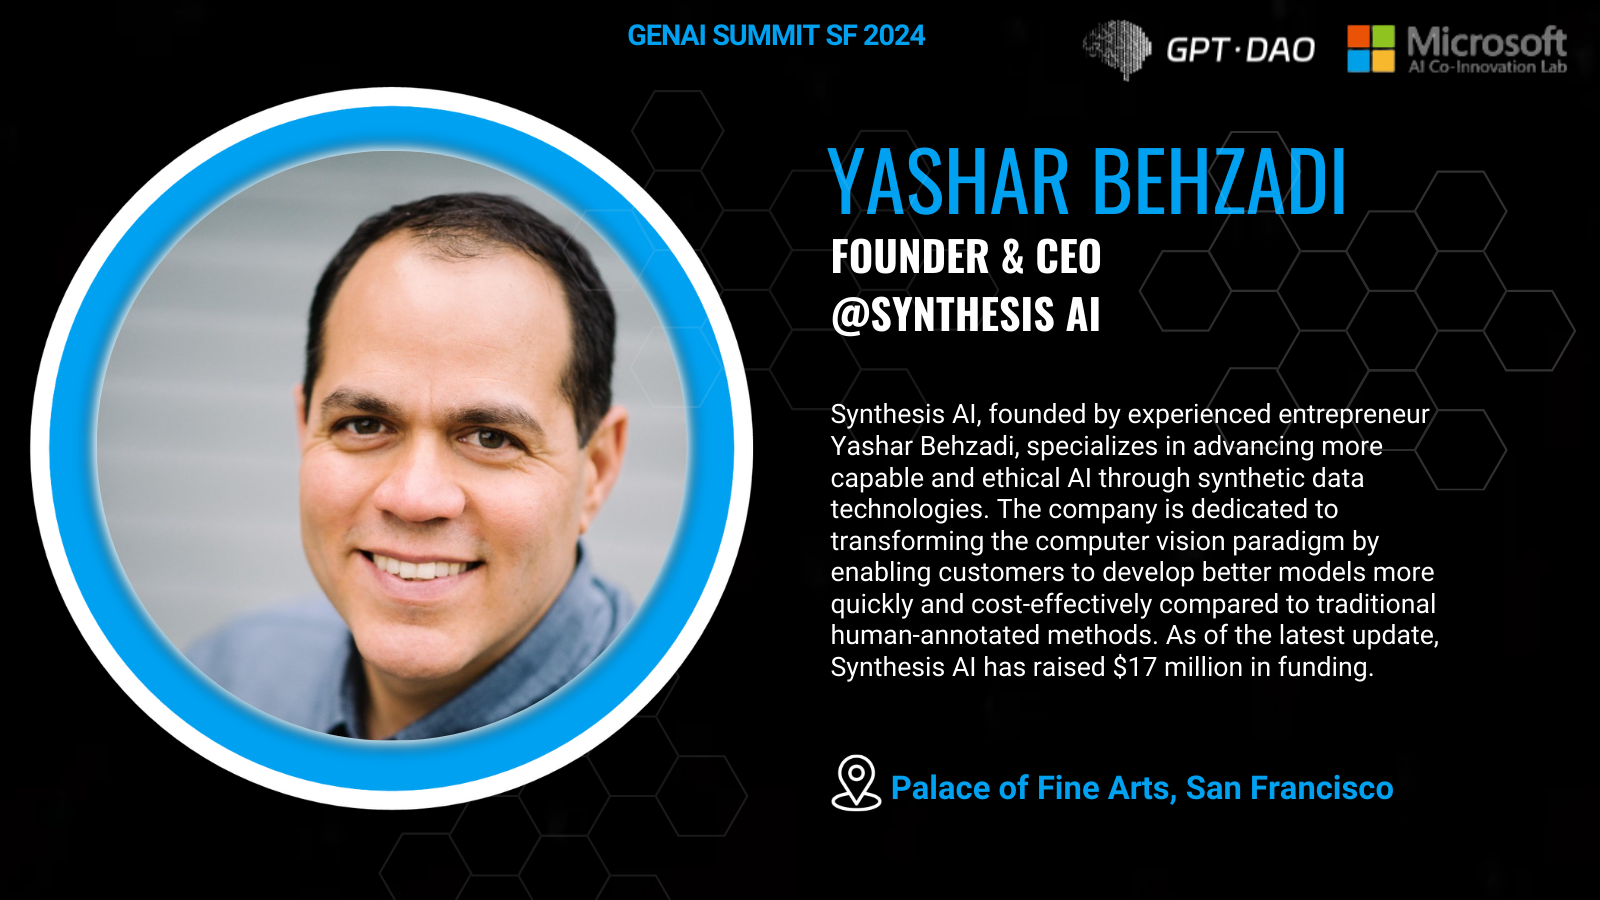 GENAI SUMMIT SF 2024
GPT·DAO
Microsoft
AI Co-Innovation Lab
YASHAR BEHZADI
FOUNDER & CEO
@SYNTHESIS AI
Synthesis AI, founded by experienced entrepreneur
Yashar Behzadi, specializes in advancing more
capable and ethical AI through synthetic data
technologies. The company is dedicated to
transforming the computer vision paradigm by
enabling customers to develop better models more
quickly and cost-effectively compared to traditional
human-annotated methods. As of the latest update,
Synthesis AI has raised $17 million in funding.
Palace of Fine Arts, San Francisco